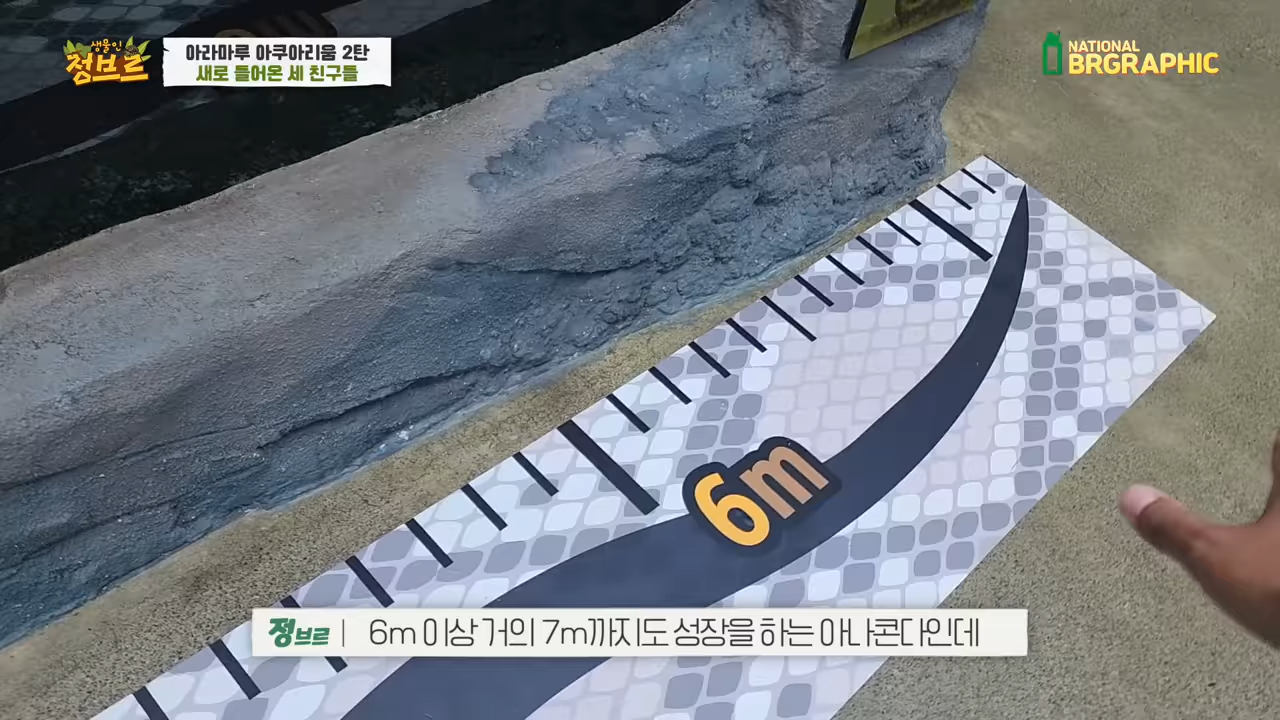 생물인
정브르
아라마루 아쿠아리움 2탄
새로 들어온 세 친구들
NATIONAL
BRGRAPHIC
6m
정브르 | 6m 이상 거의 7m까지도 성장을 하는 아나콘다인데